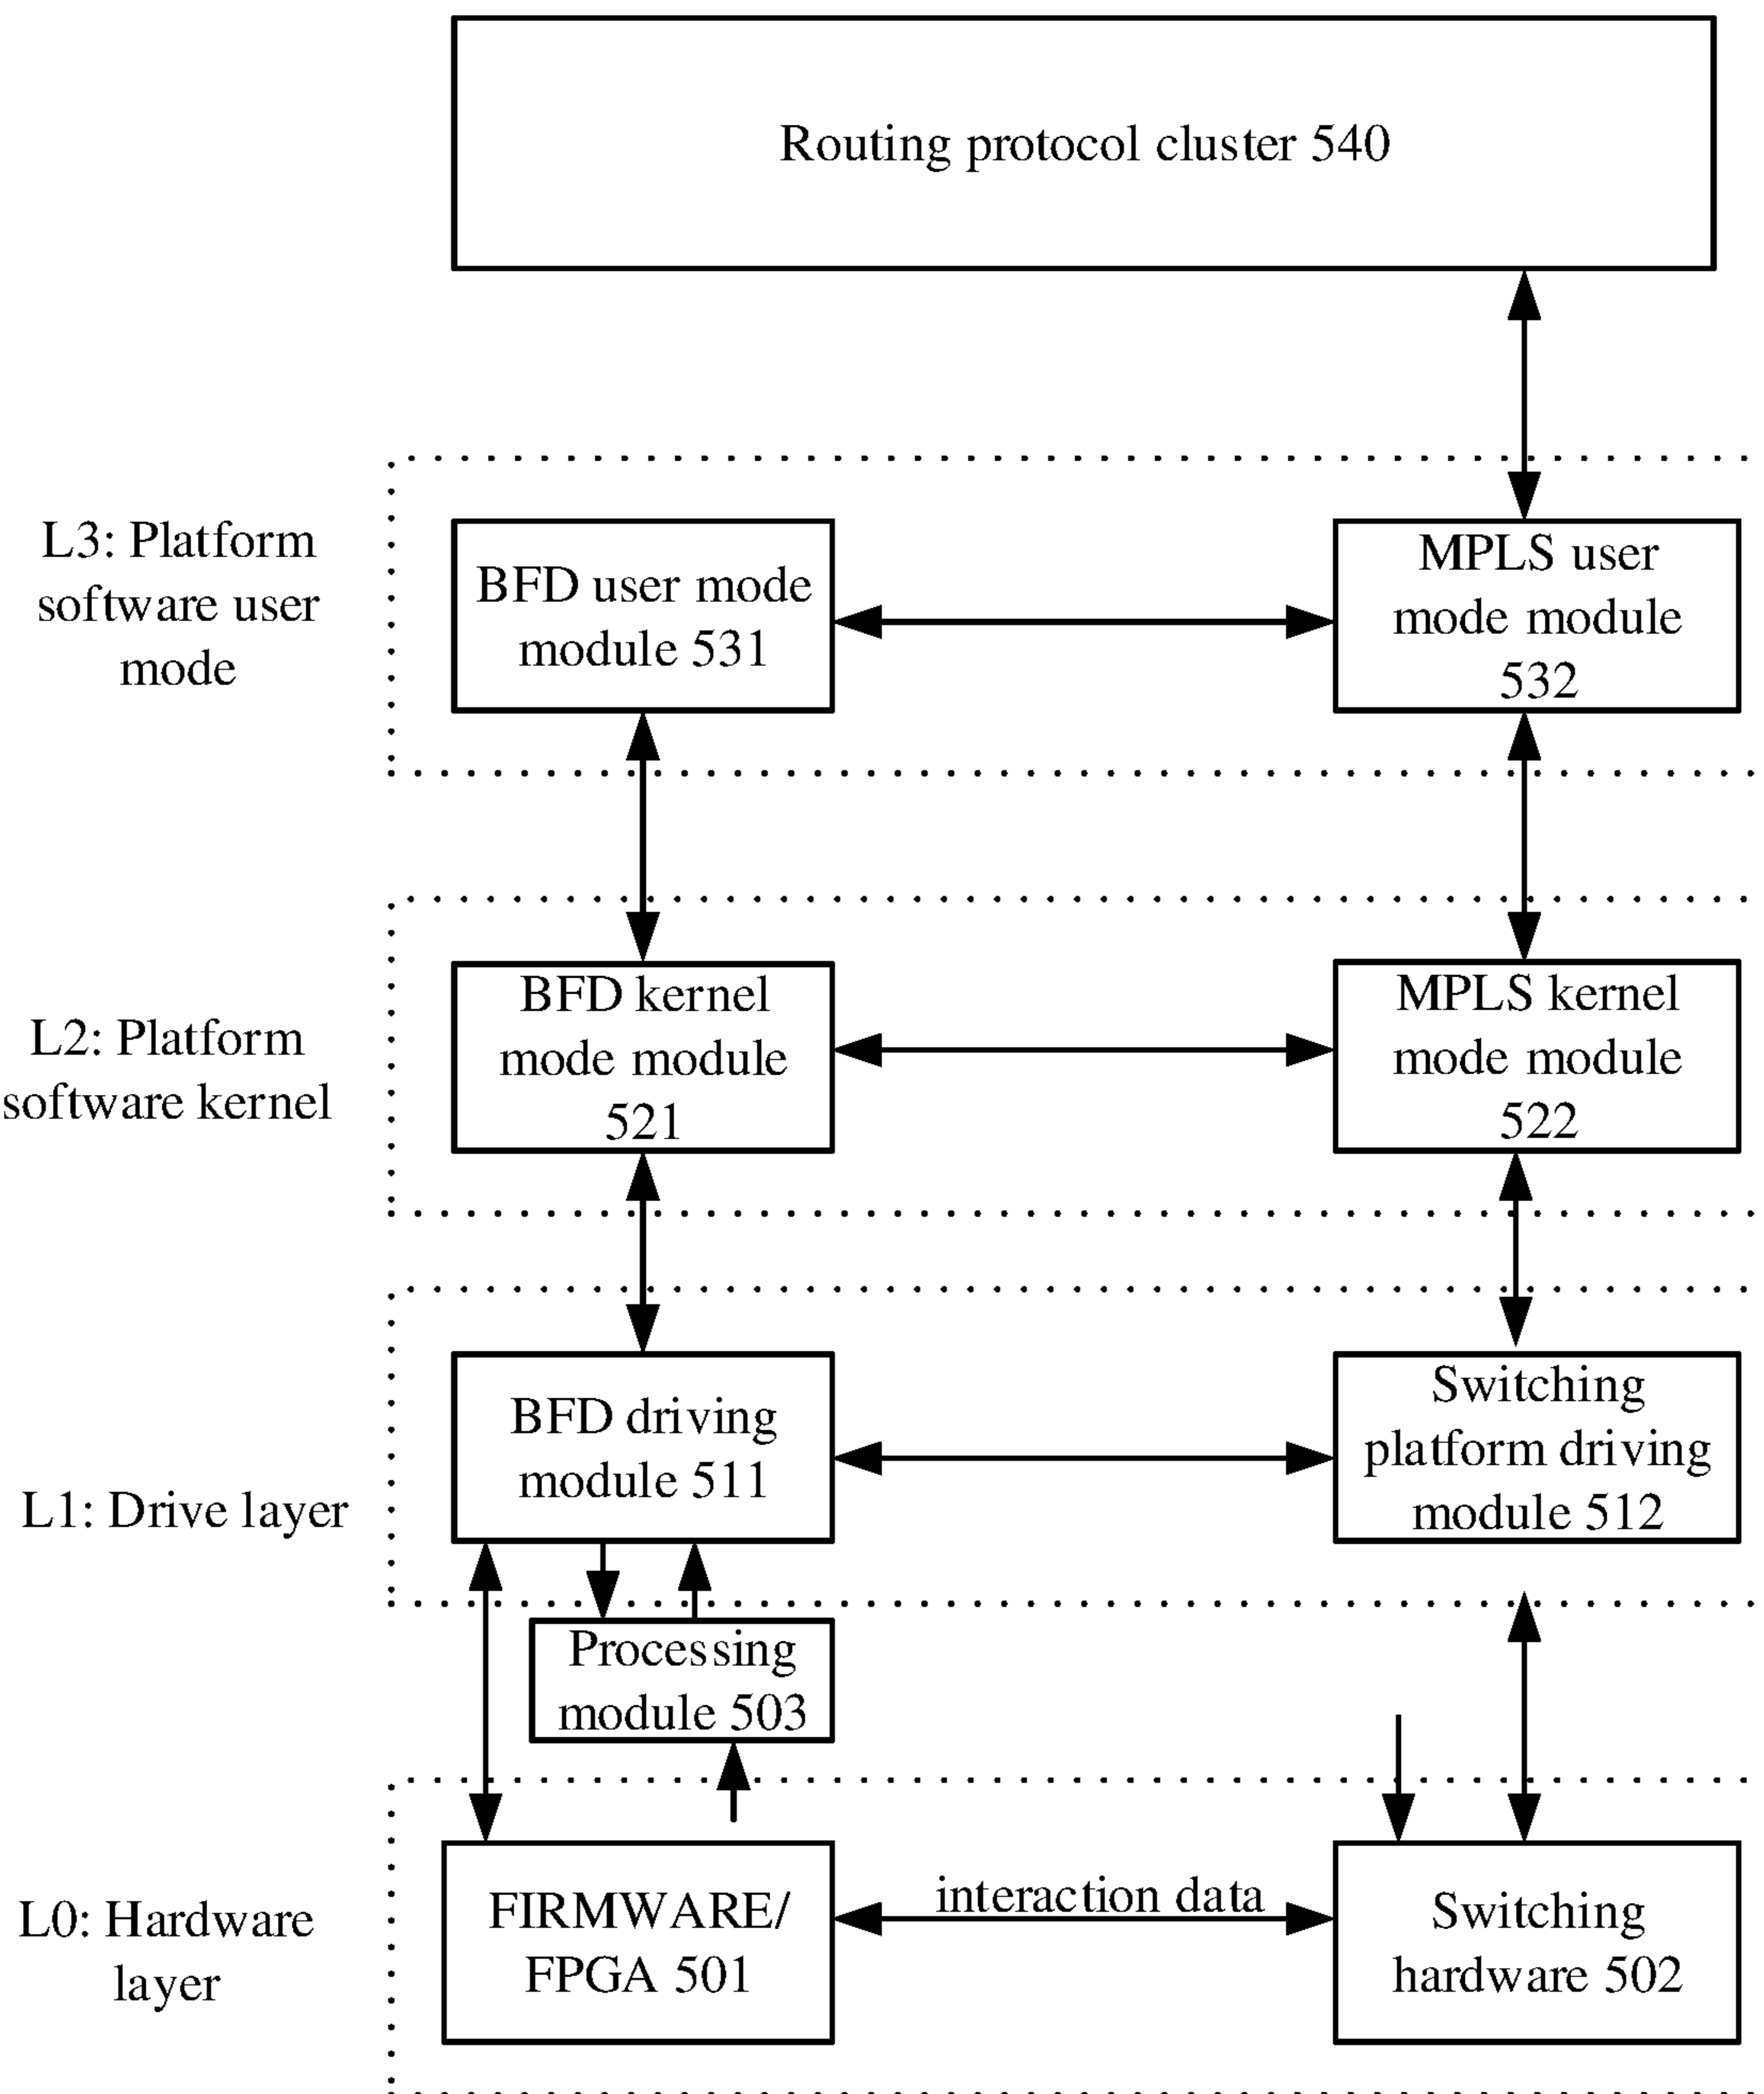 Routing protocol cluster 540
L3: Platform
software user
mode
BFD user mode
module 531
MPLS user
mode module
532
L2: Platform
software kernel
BFD kernel
mode module
521
MPLS kernel
mode module
522
L1: Drive layer
BFD driving
module 511
Switching
platform driving
module 512
Processing
module 503
L0: Hardware
layer
FIRMWARE/
FPGA 501
interaction data
Switching
hardware 502